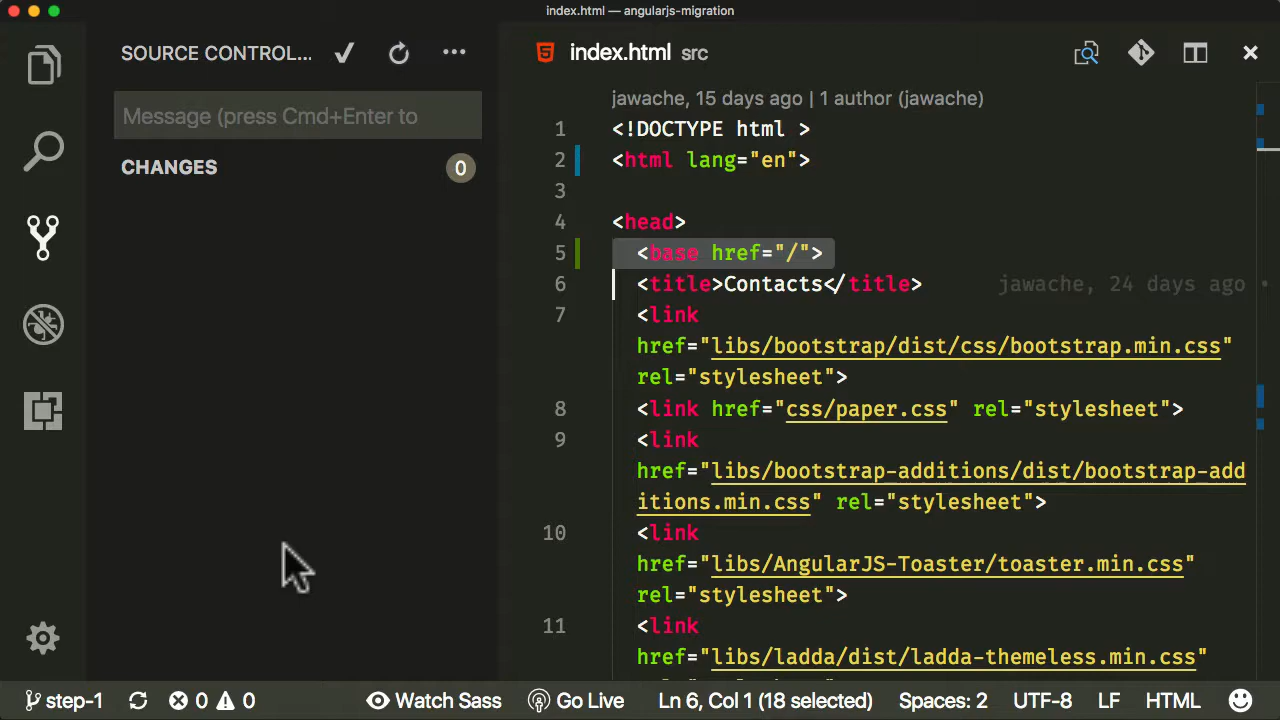 index.html — angularjs-migration
SOURCE CONTROL...
Message (press Cmd+Enter to
CHANGES 0
index.html src
jawache, 15 days ago | 1 author (jawache)
1 <!DOCTYPE html >
2 <html lang="en">
3
4 <head>
5 <base href="/">
6 <title>Contacts</title> jawache, 24 days ago •
7 <link
href="libs/bootstrap/dist/css/bootstrap.min.css"
rel="stylesheet">
8 <link href="css/paper.css" rel="stylesheet">
9 <link
href="libs/bootstrap-additions/dist/bootstrap-add
itions.min.css" rel="stylesheet">
10 <link
href="libs/AngularJS-Toaster/toaster.min.css"
rel="stylesheet">
11 <link
href="libs/ladda/dist/ladda-themeless.min.css"
step-1 0 0 Watch Sass Go Live Ln 6, Col 1 (18 selected) Spaces: 2 UTF-8 LF HTML